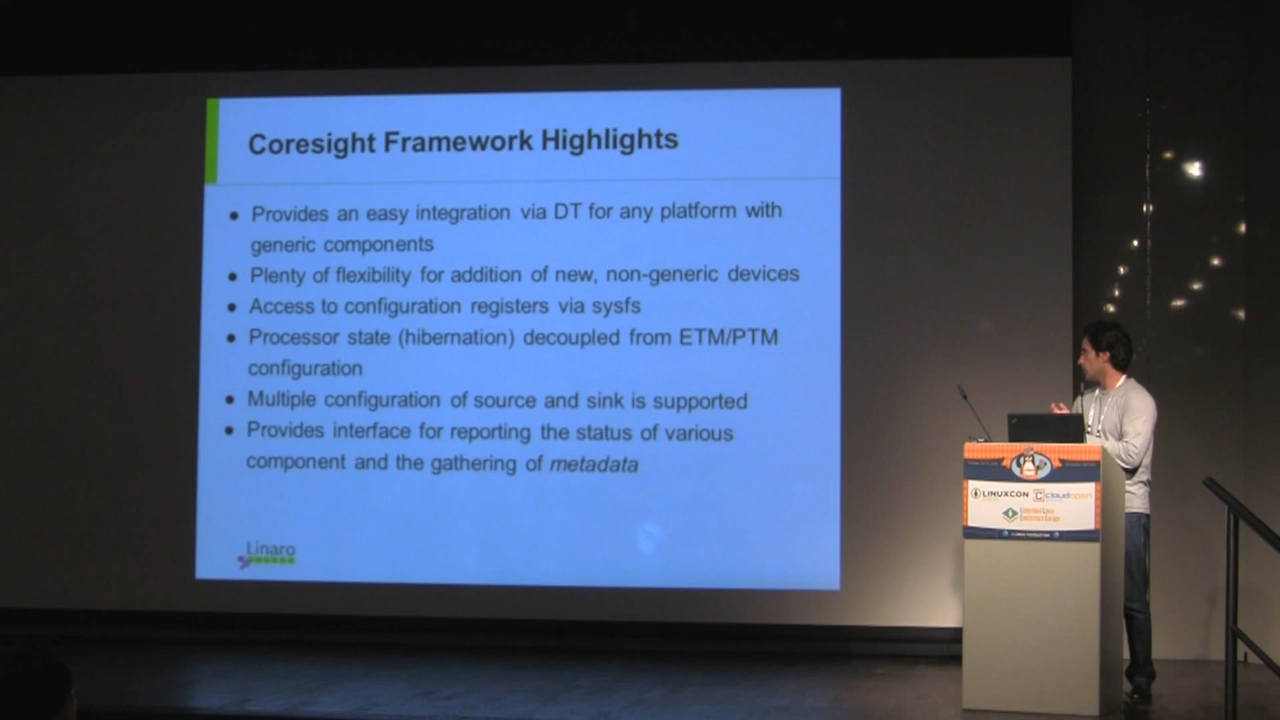 Coresight Framework Highlights
● Provides an easy integration via DT for any platform with
generic components
● Plenty of flexibility for addition of new, non-generic devices
● Access to configuration registers via sysfs
● Processor state (hibernation) decoupled from ETM/PTM
configuration
● Multiple configuration of source and sink is supported
● Provides interface for reporting the status of various
component and the gathering of metadata
Linaro
LINUXCON
cloudopen